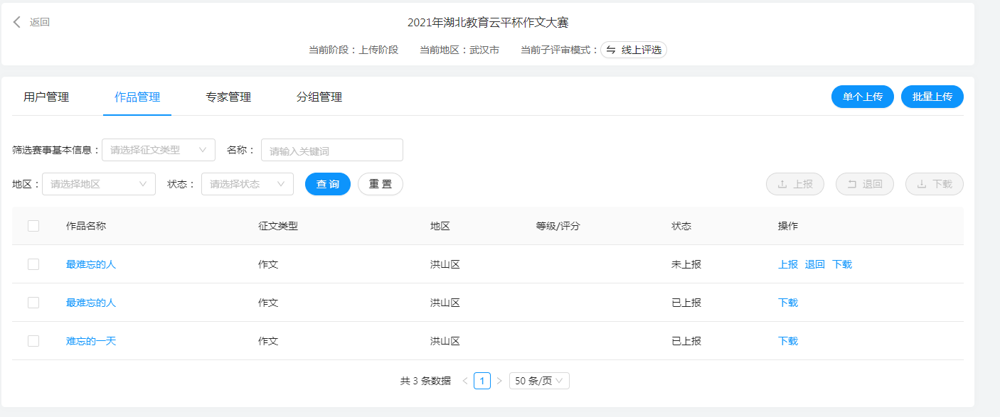 返回
2021年湖北教育云平杯作文大赛
当前阶段：上传阶段 当前地区：武汉市 当前子评审模式： 线上评选
用户管理 作品管理 专家管理 分组管理 单个上传 批量上传
筛选赛事基本信息： 请选择征文类型 名称： 请输入关键词
地区： 请选择地区 状态： 请选择状态 查 询 重 置 上报 退回 下载
作品名称 征文类型 地区 等级/评分 状态 操作
最难忘的人 作文 洪山区 未上报 上报 退回 下载
最难忘的人 作文 洪山区 已上报 下载
难忘的一天 作文 洪山区 已上报 下载
共 3 条数据 < 1 > 50 条/页